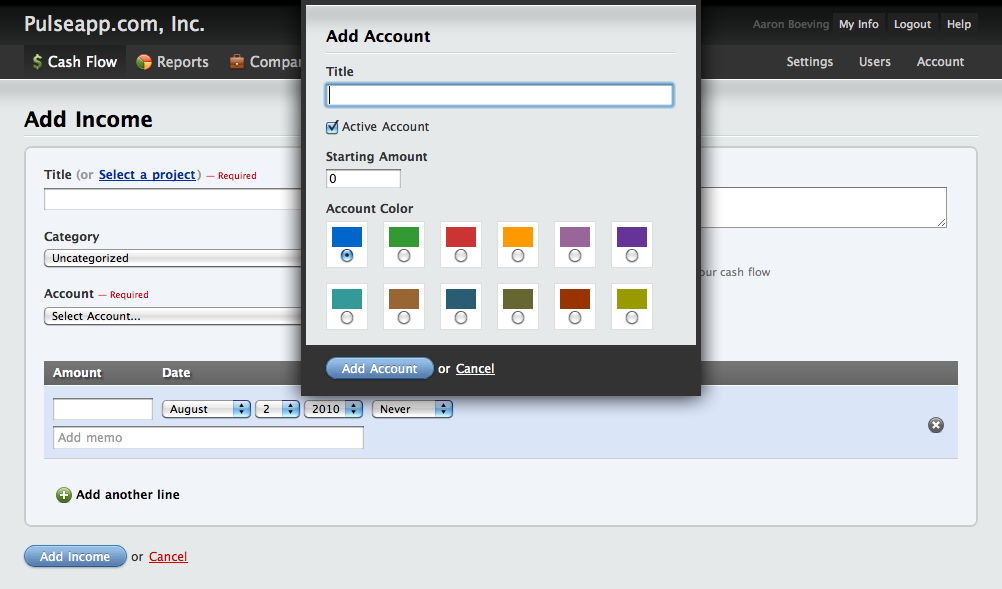 Pulseapp.com, Inc.
Aaron Boeving My Info Logout Help
Cash Flow Reports Compa
Settings Users Account
Add Income
Title (or Select a project) — Required
Category
Uncategorized
Account — Required
Select Account...
our cash flow
Add Account
Title
Active Account
Starting Amount
0
Account Color
Add Account or Cancel
Amount Date
August 2 2010 Never
Add memo
Add another line
Add Income or Cancel